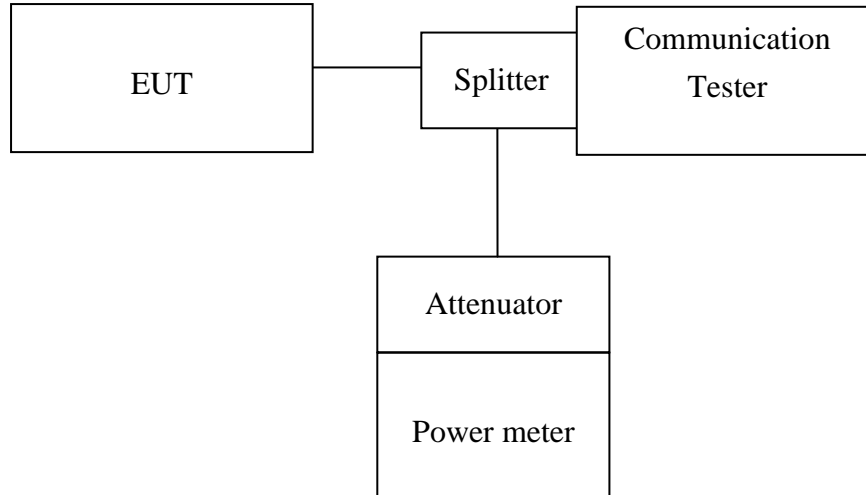 EUT
Splitter
Communication
Tester
Attenuator
Power meter